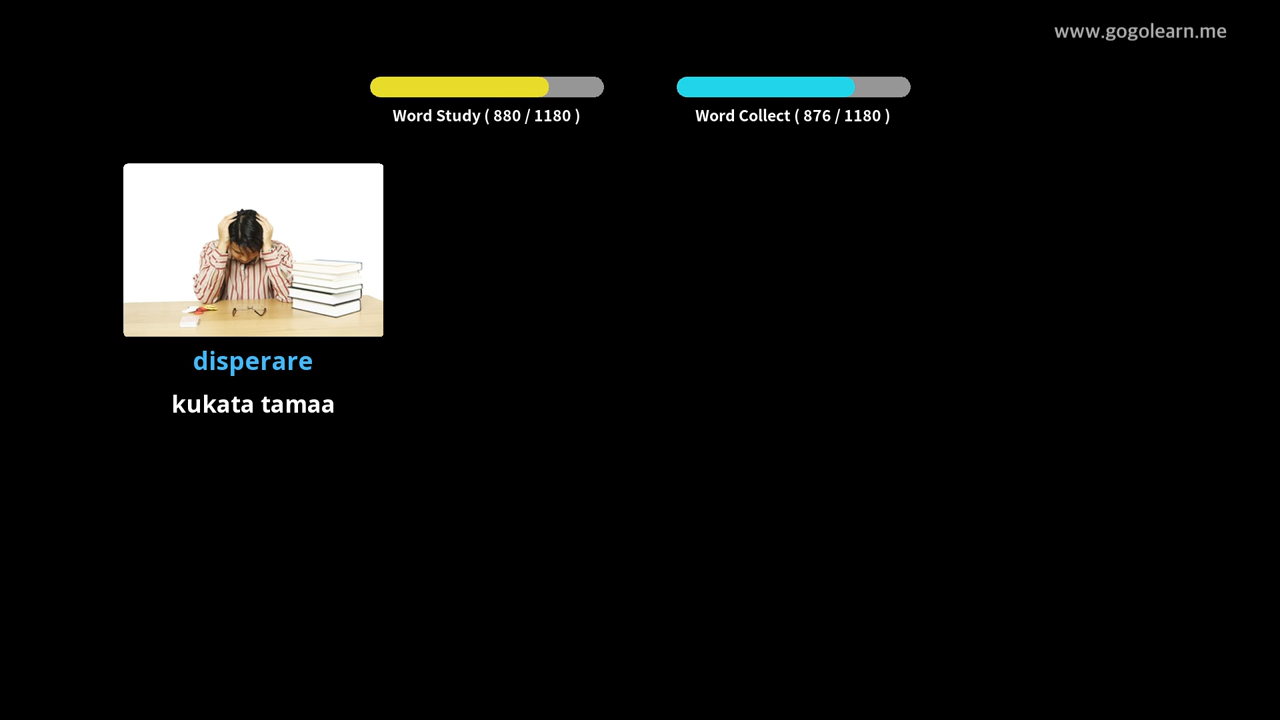 www.gogolearn.me
Word Study ( 880 / 1180 )
Word Collect ( 876 / 1180 )
disperare
kukata tamaa